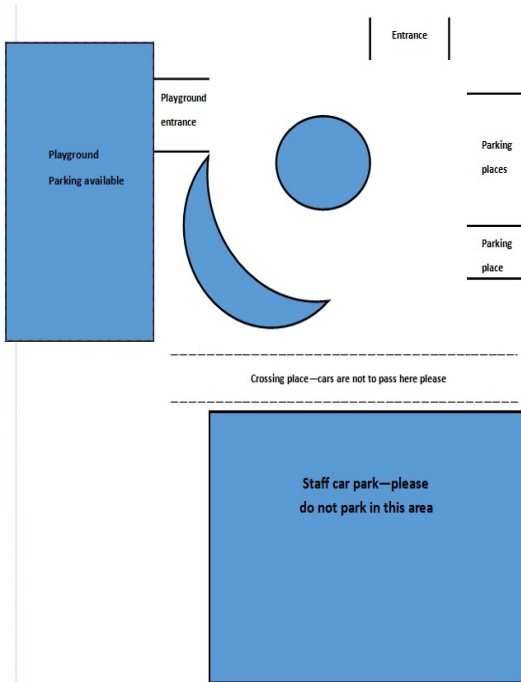 Entrance
Playground
entrance
Parking
places
Playground
Parking available
Parking
place
Crossing place—cars are not to pass here please
Staff car park—please
do not park in this area